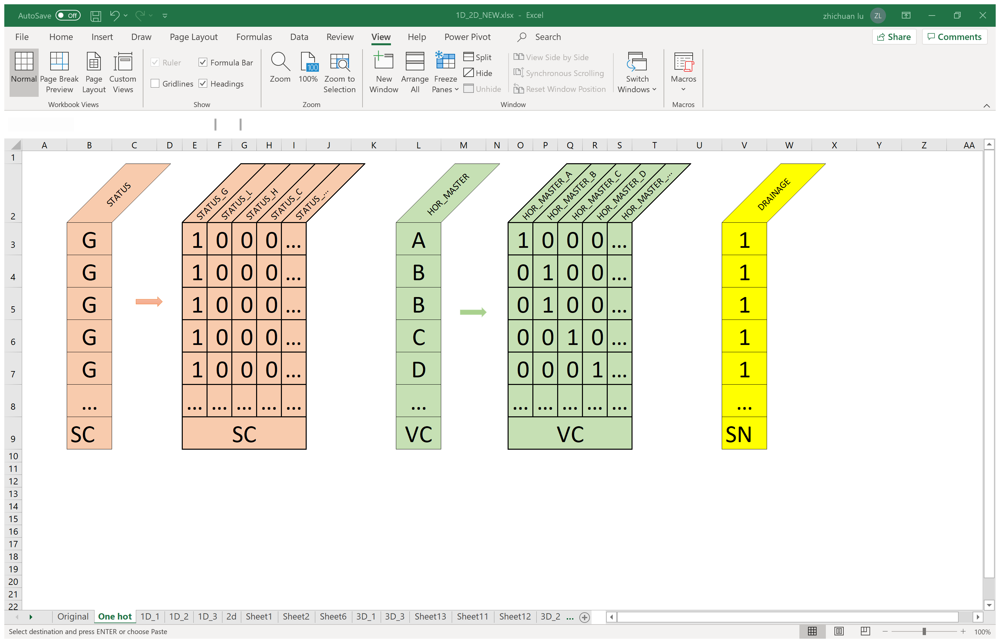 AutoSave Off 1D_2D_NEW.xlsx - Excel zhichuan lu ZL
File Home Insert Draw Page Layout Formulas Data Review View Help Power Pivot Search Share Comments
Normal Page Break Preview Page Layout Custom Views
Workbook Views
Ruler Formula Bar
Gridlines Headings
Show
Zoom 100 100% Zoom to Selection
Zoom
New Window Arrange All Freeze Panes
Split
Hide
Unhide
View Side by Side
Synchronous Scrolling
Reset Window Position
Switch Windows
Window
Macros
Macros
A B C D E F G H I J K L M N O P Q R S T U V W X Y Z AA
1
2 STATUS STATUS_G STATUS_L STATUS_H STATUS_C STATUS_... HOR_MASTER HOR_MASTER_A HOR_MASTER_B HOR_MASTER_C HOR_MASTER_D HOR_MASTER_... DRAINAGE
3 G 1 0 0 0 ... A 1 0 0 0 ... 1
4 G 1 0 0 0 ... B 0 1 0 0 ... 1
5 G 1 0 0 0 ... B 0 1 0 0 ... 1
6 G 1 0 0 0 ... C 0 0 1 0 ... 1
7 G 1 0 0 0 ... D 0 0 0 1 ... 1
8 ... ... ... ... ... ... ... ... ... ... ... ... ...
9 SC SC VC VC SN
10
11
12
13
14
15
16
17
18
19
20
21
22
Original One hot 1D_1 1D_2 1D_3 2d Sheet1 Sheet2 Sheet6 3D_1 3D_3 Sheet13 Sheet11 Sheet12 3D_2 ...
Select destination and press ENTER or choose Paste 100%